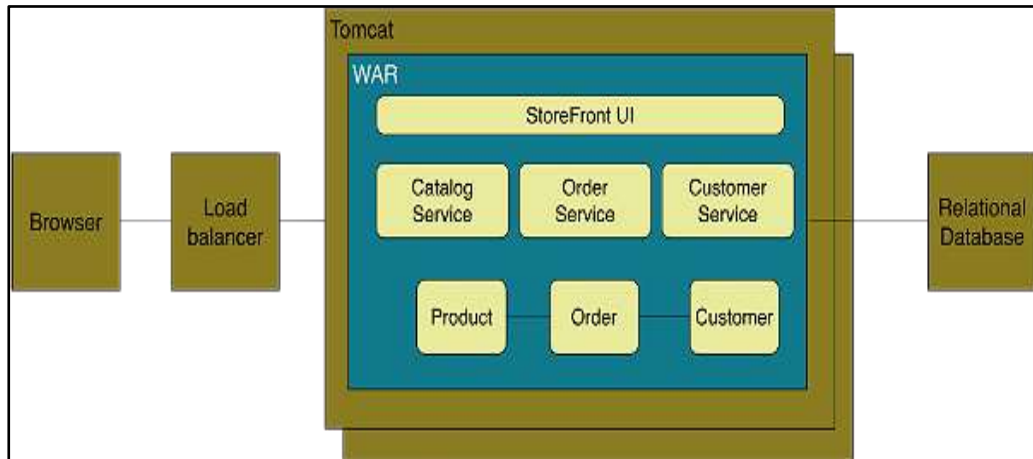 Tomcat
WAR
StoreFront UI
Catalog
Service
Order
Service
Customer
Service
Browser
Load
balancer
Relational
Database
Product
Order
Customer